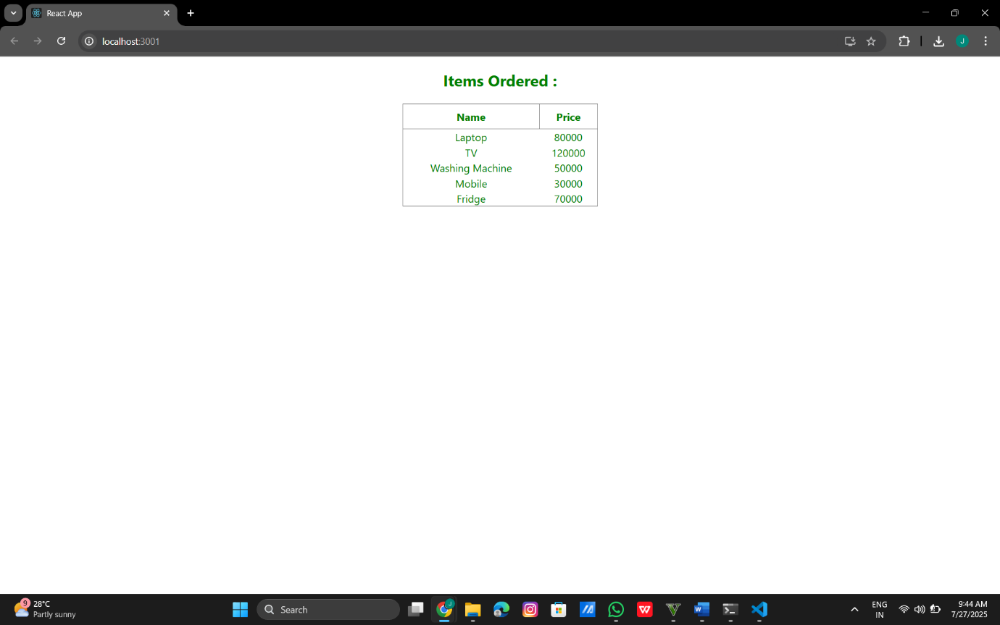 React App
localhost:3001
J
Items Ordered :
Name Price
Laptop 80000
TV 120000
Washing Machine 50000
Mobile 30000
Fridge 70000
9 28°C
Partly sunny
Search
J
W
W
V
ENG
IN
9:44 AM
7/27/2025